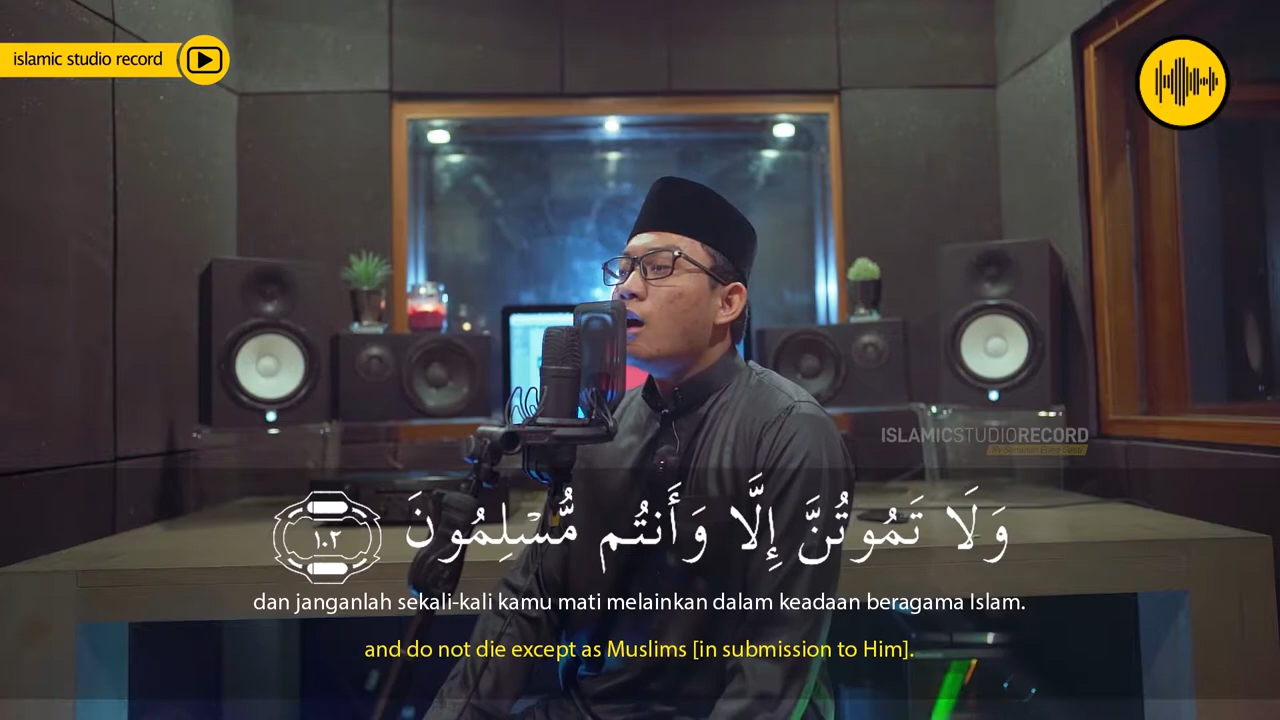 islamic studio record
ISLAMICSTUDIORECORD
وَلَا تَمُوتُنَّ إِلَّا وَأَنتُم مُّسْلِمُونَ ١٠٢
dan janganlah sekali-kali kamu mati melainkan dalam keadaan beragama Islam.
and do not die except as Muslims [in submission to Him].